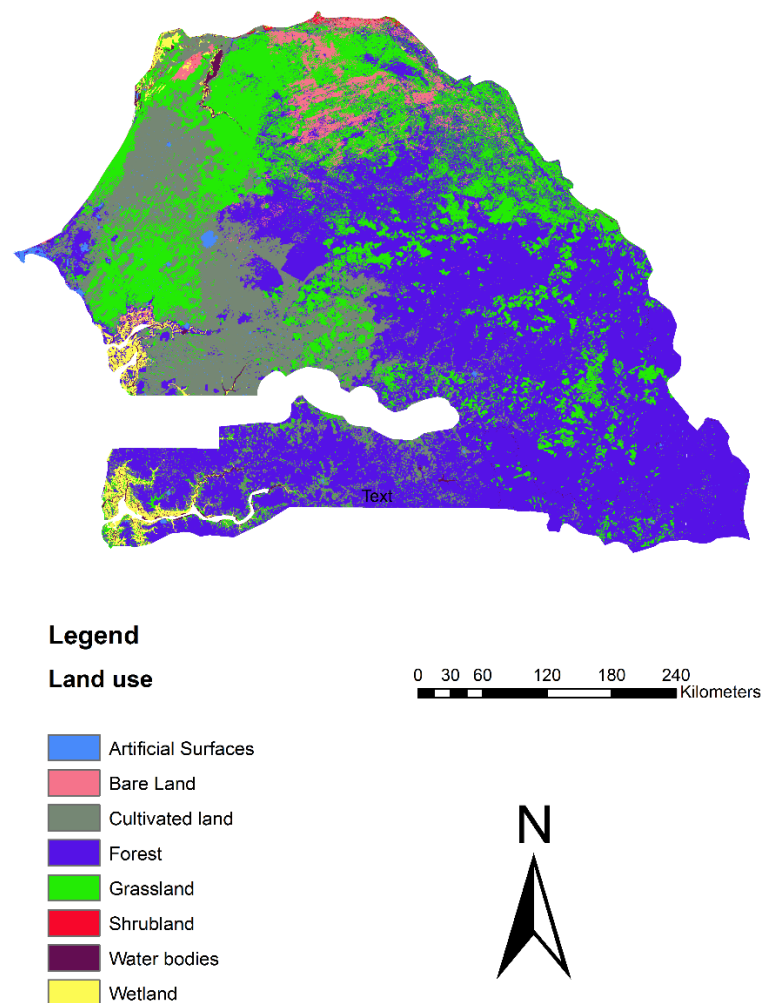 Text
Legend
Land use
0 30 60 120 180 240
Kilometers
Artificial Surfaces
Bare Land
Cultivated land
Forest
Grassland
Shrubland
Water bodies
Wetland
N